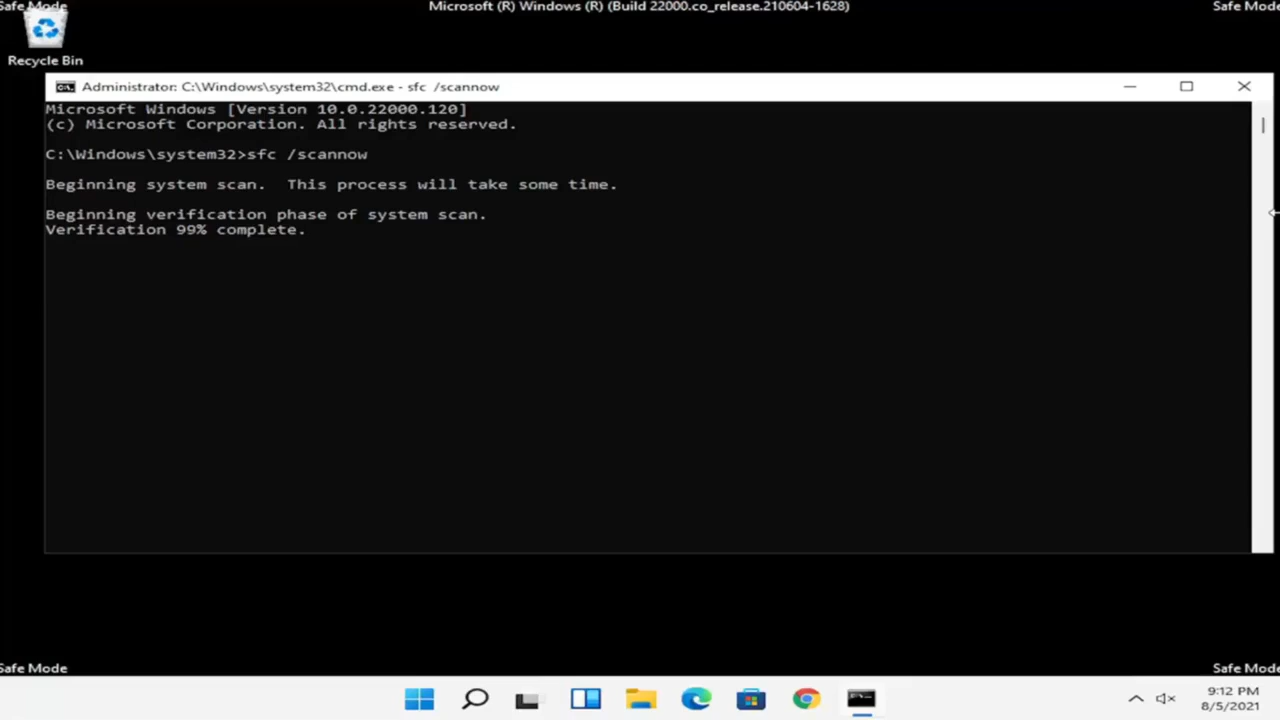 Safe Mode
Microsoft (R) Windows (R) (Build 22000.co_release.210604-1628)
Safe Mode
Recycle Bin
Administrator: C:\Windows\system32\cmd.exe - sfc  /scannow
Microsoft Windows [Version 10.0.22000.120]
(c) Microsoft Corporation. All rights reserved.
C:\Windows\system32>sfc /scannow
Beginning system scan.  This process will take some time.
Beginning verification phase of system scan.
Verification 99% complete.
Safe Mode
Safe Mode
9:12 PM
8/5/2021